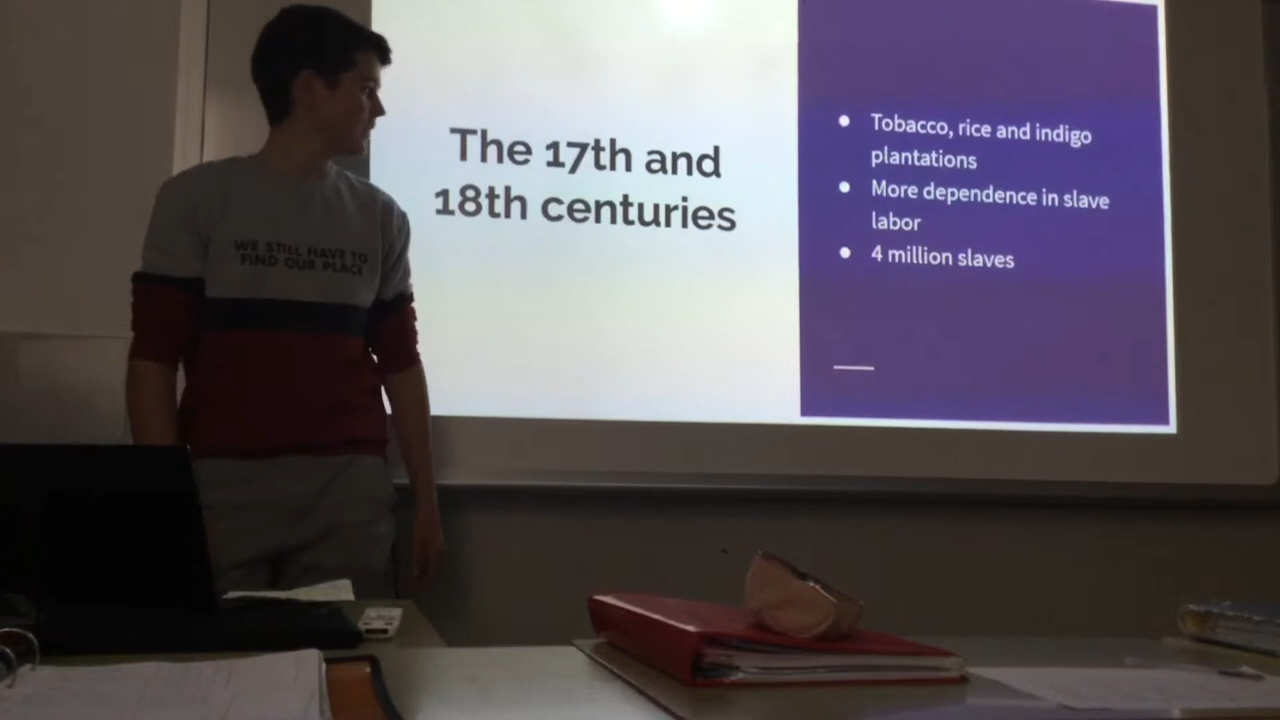 The 17th and
18th centuries
Tobacco, rice and indigo
plantations
More dependence in slave
labor
4 million slaves
WE STILL HAVE TO
FIND OUR PLACE